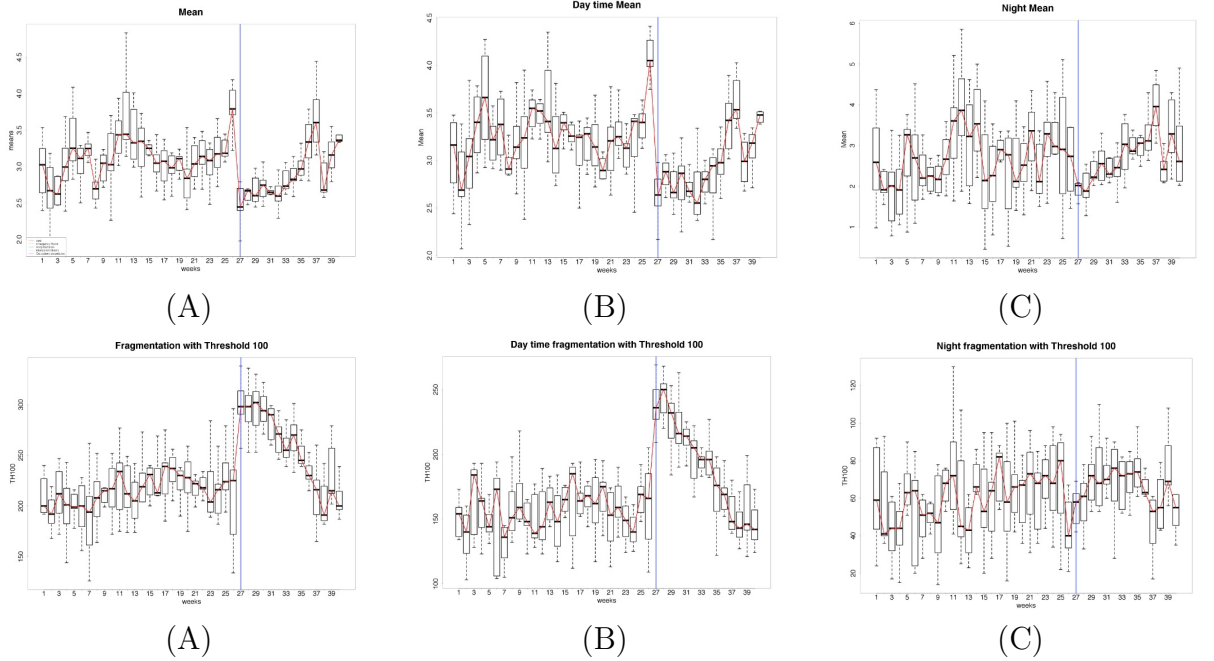 Mean
means
2.0 2.5 3.0 3.5 4.0 4.5
1 3 5 7 9 11 13 15 17 19 21 23 25 27 29 31 33 35 37 39
weeks
(A)
Day time Mean
Mean
2.0 2.5 3.0 3.5 4.0 4.5
1 3 5 7 9 11 13 15 17 19 21 23 25 27 29 31 33 35 37 39
weeks
(B)
Night Mean
Mean
1 2 3 4 5 6
1 3 5 7 9 11 13 15 17 19 21 23 25 27 29 31 33 35 37 39
weeks
(C)
Fragmentation with Threshold 100
TH100
150 200 250 300
1 3 5 7 9 11 13 15 17 19 21 23 25 27 29 31 33 35 37 39
weeks
(A)
Day time fragmentation with Threshold 100
TH100
100 150 200 250
1 3 5 7 9 11 13 15 17 19 21 23 25 27 29 31 33 35 37 39
weeks
(B)
Night fragmentation with Threshold 100
TH100
20 40 60 80 100 120
1 3 5 7 9 11 13 15 17 19 21 23 25 27 29 31 33 35 37 39
weeks
(C)